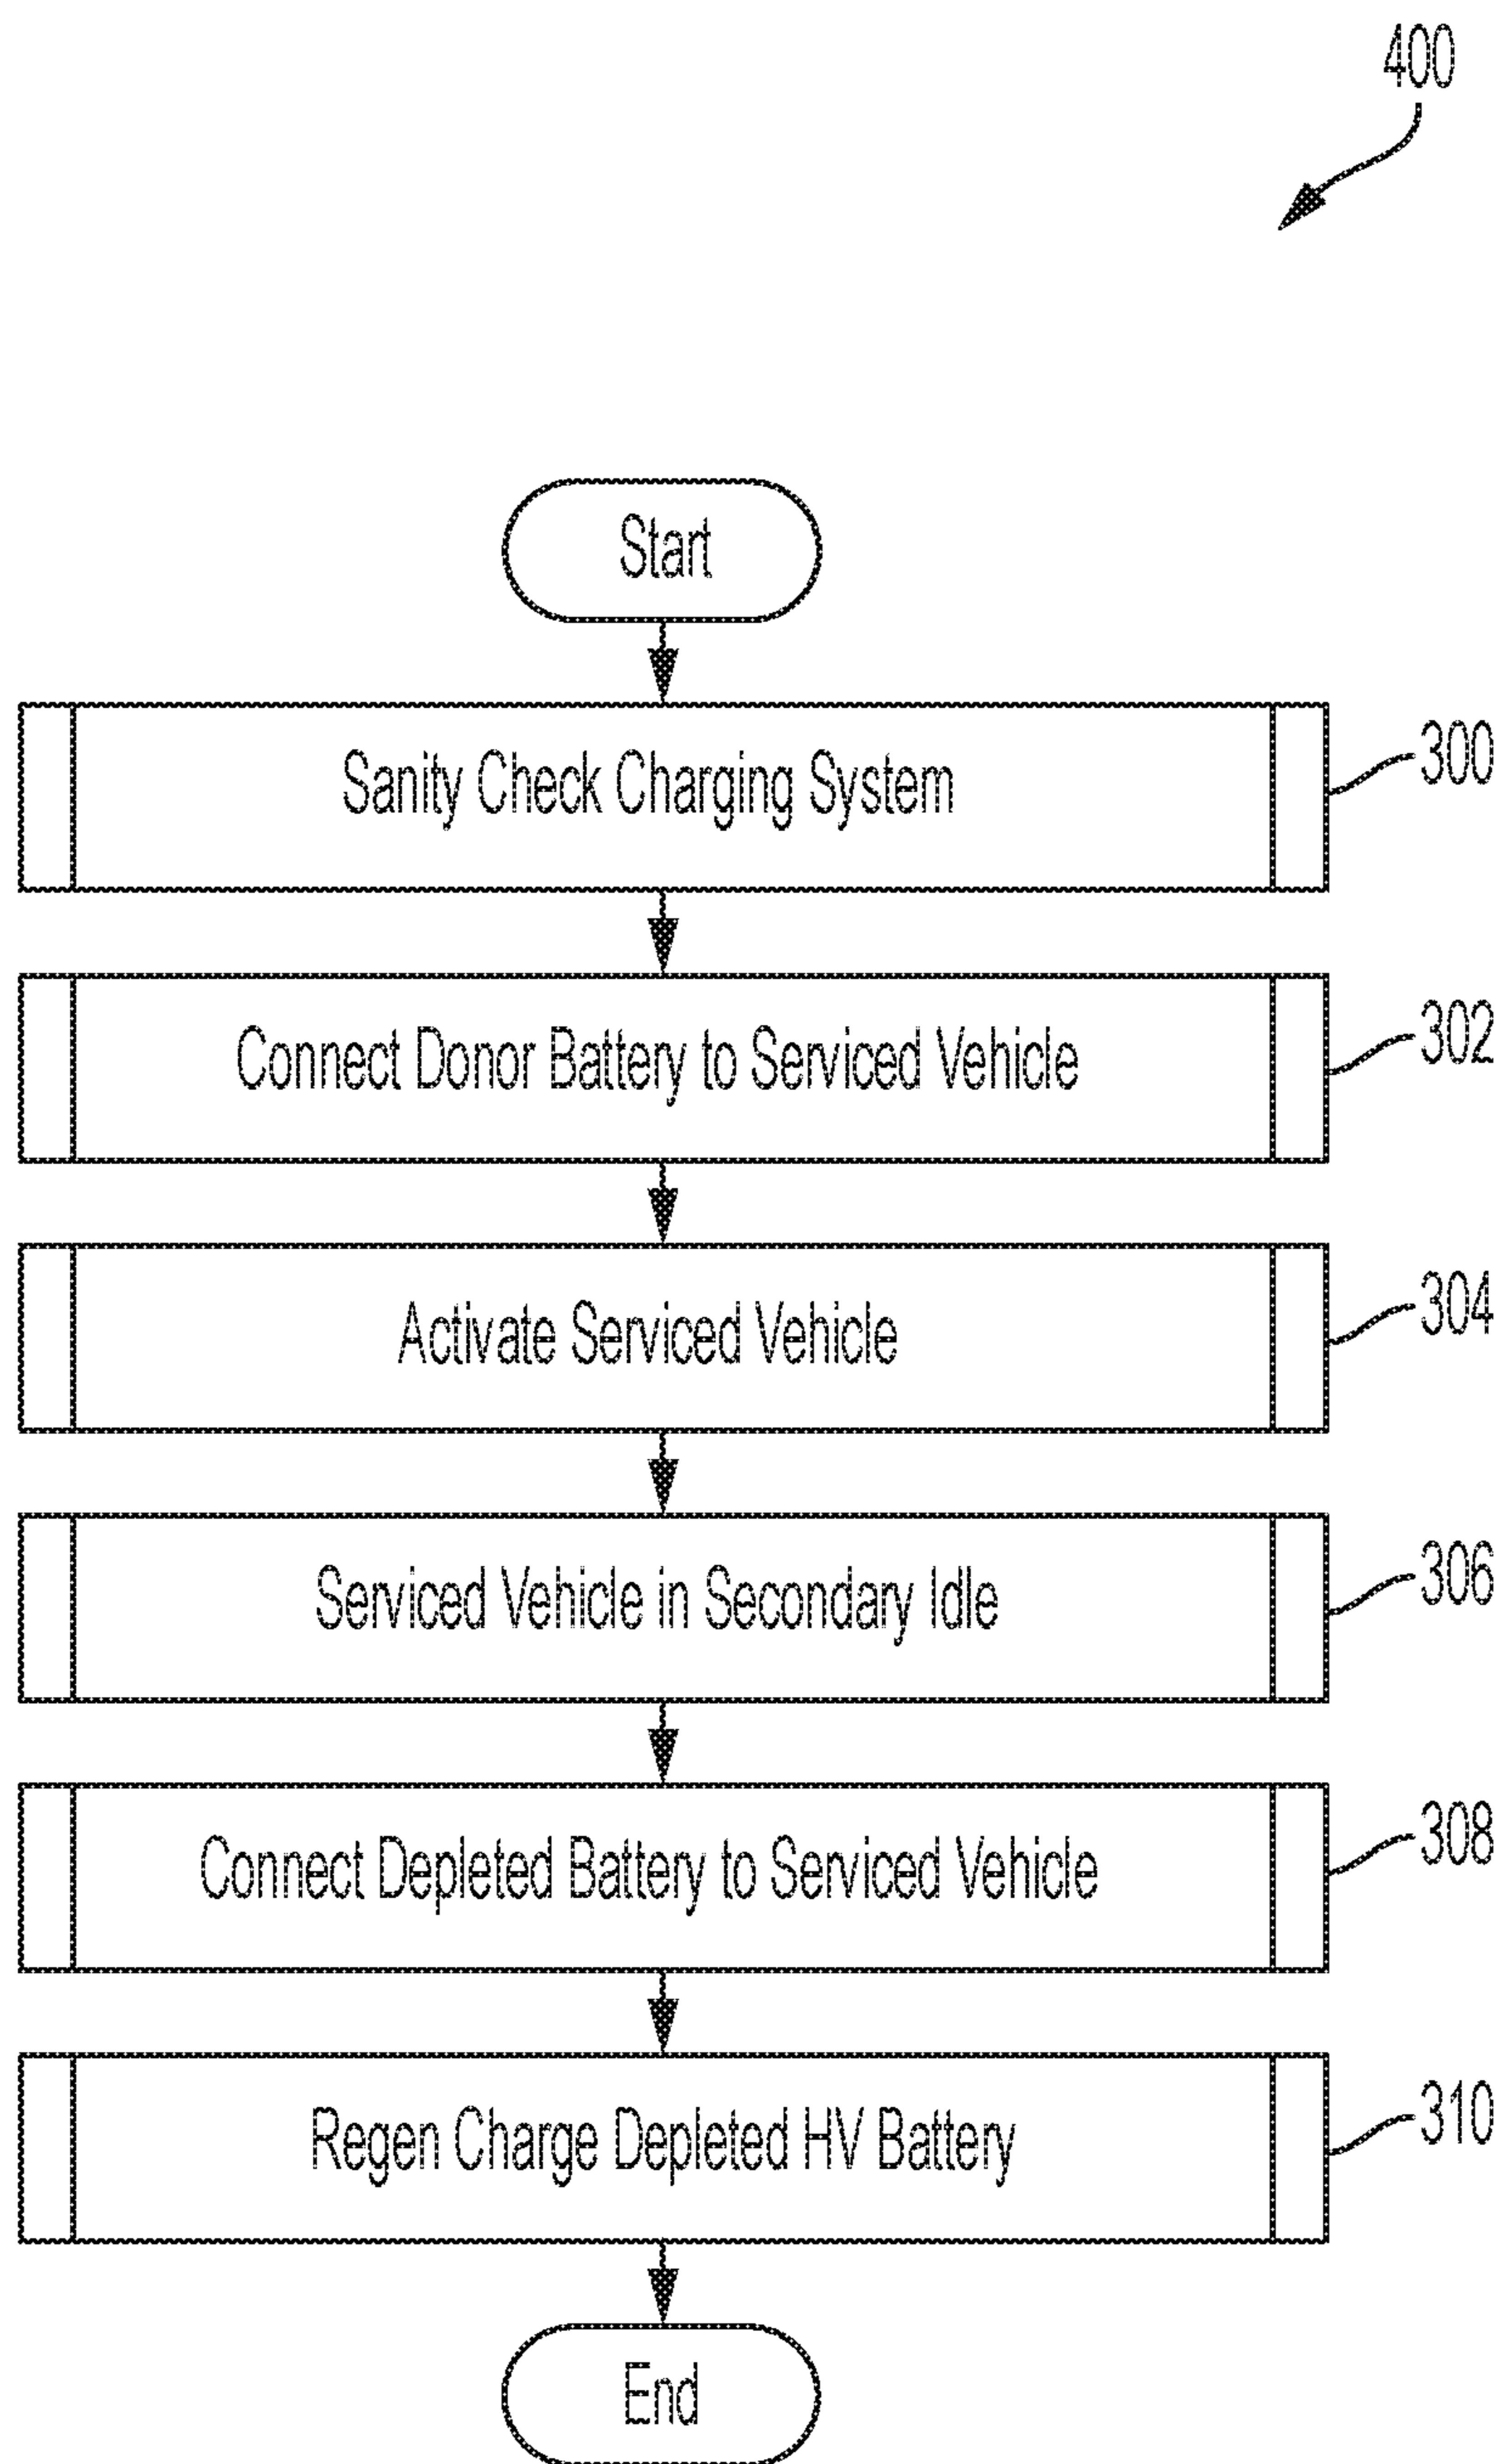 400
Start
Sanity Check Charging System
300
Connect Donor Battery to Serviced Vehicle
302
Activate Serviced Vehicle
304
Serviced Vehicle in Secondary Idle
306
Connect Depleted Battery to Serviced Vehicle
308
Regen Charge Depleted HV Battery
310
End